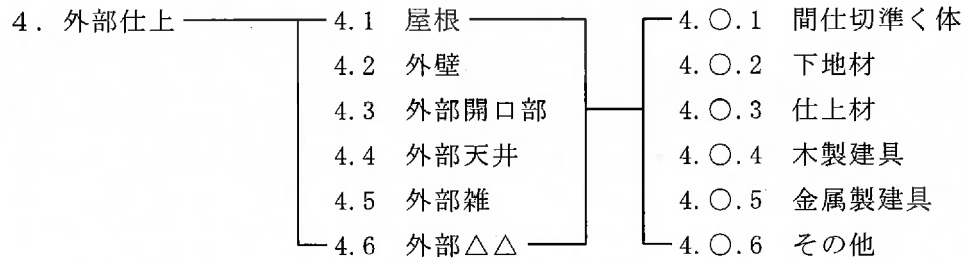 4. 外部仕上 4.1 屋根 4.○.1 間仕切準く体
4.2 外壁 4.○.2 下地材
4.3 外部開口部 4.○.3 仕上材
4.4 外部天井 4.○.4 木製建具
4.5 外部雑 4.○.5 金属製建具
4.6 外部△△ 4.○.6 その他